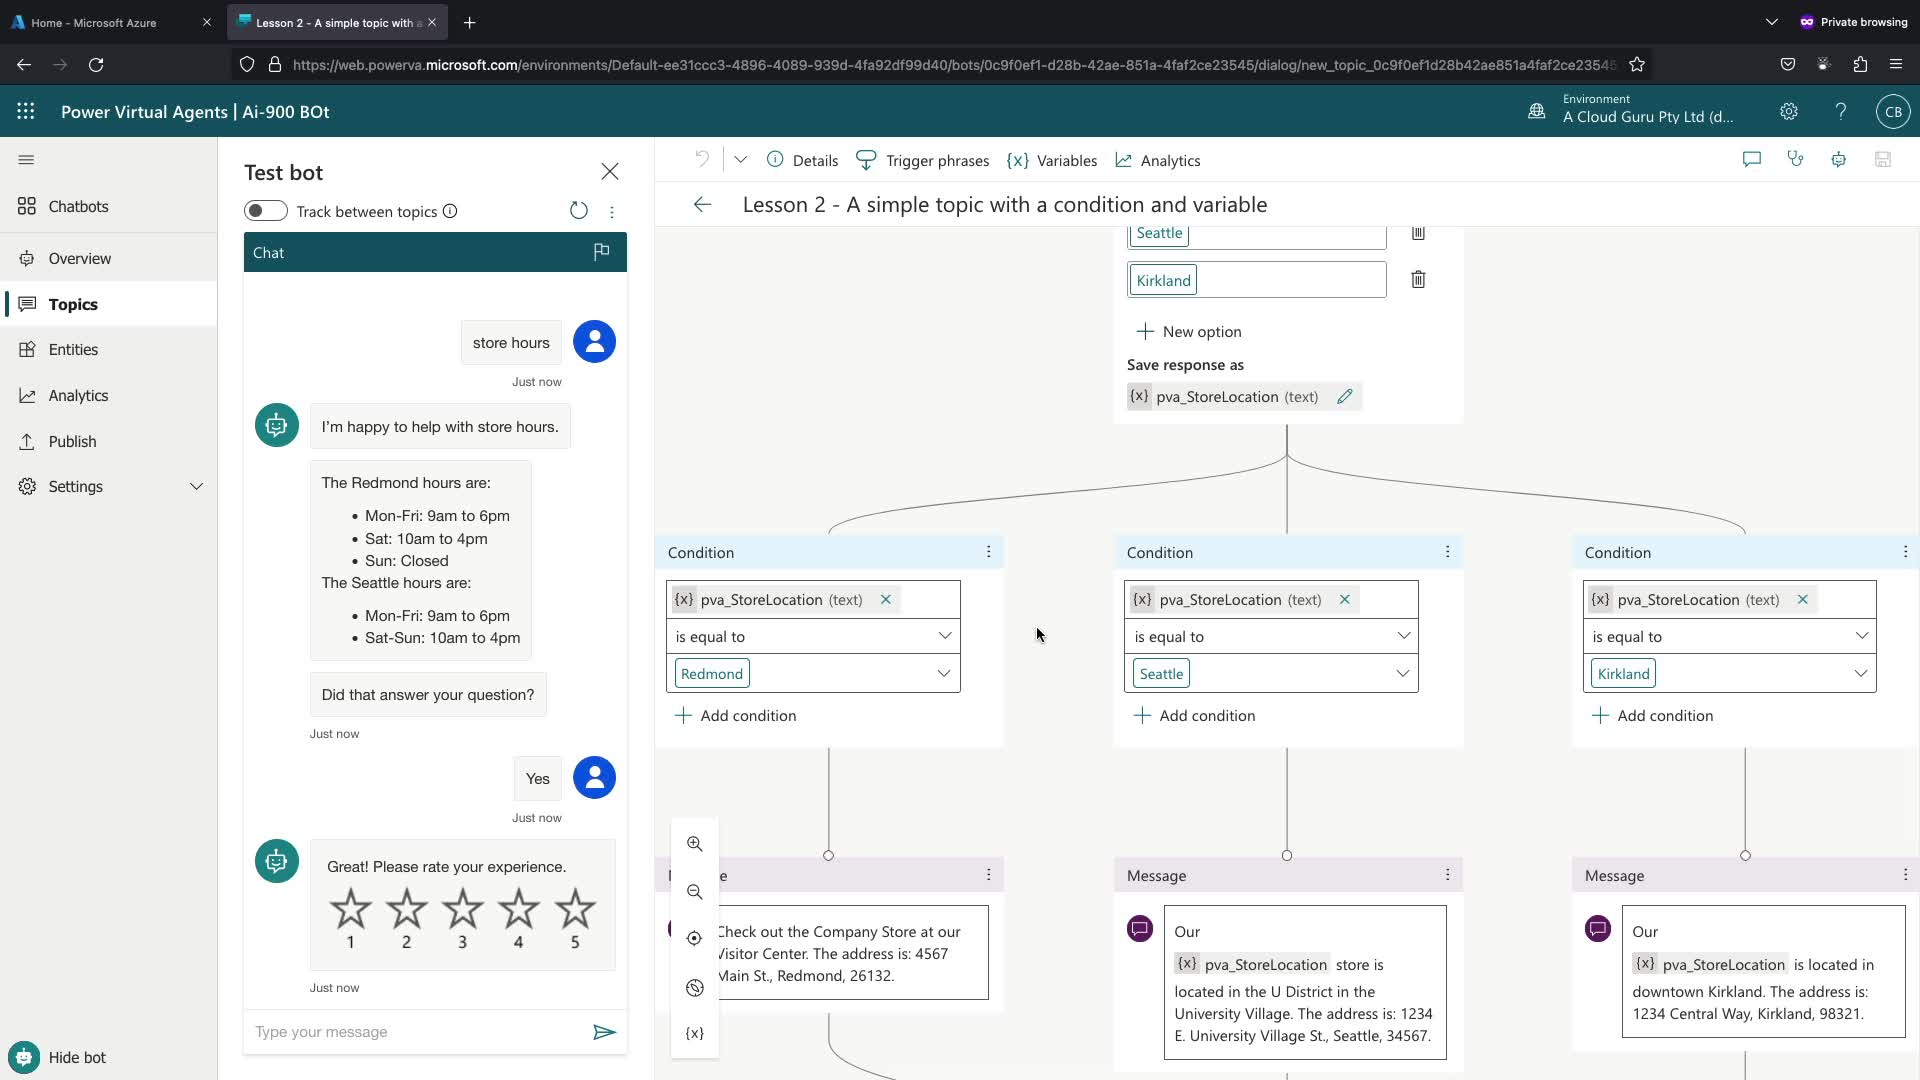 Home - Microsoft Azure
Lesson 2 - A simple topic with a
Private browsing
https://web.powerva.microsoft.com/environments/Default-ee31ccc3-4896-4089-939d-4fa92df99d40/bots/0c9f0ef1-d28b-42ae-851a-4faf2ce23545/dialog/new_topic_0c9f0ef1d28b42ae851a4faf2ce23545
Power Virtual Agents | Ai-900 BOt
Environment
A Cloud Guru Pty Ltd (d...
?
CB
Chatbots
Overview
Topics
Entities
Analytics
Publish
Settings
Hide bot
Test bot
Track between topics
Chat
store hours
Just now
I'm happy to help with store hours.
The Redmond hours are:
• Mon-Fri: 9am to 6pm
• Sat: 10am to 4pm
• Sun: Closed
The Seattle hours are:
• Mon-Fri: 9am to 6pm
• Sat-Sun: 10am to 4pm
Did that answer your question?
Just now
Yes
Just now
Great! Please rate your experience.
1 2 3 4 5
Just now
Type your message
Details
Trigger phrases
{x} Variables
Analytics
Lesson 2 - A simple topic with a condition and variable
Seattle
Kirkland
New option
Save response as
{x} pva_StoreLocation (text)
Condition
{x} pva_StoreLocation (text)
is equal to
Redmond
Add condition
Condition
{x} pva_StoreLocation (text)
is equal to
Seattle
Add condition
Condition
{x} pva_StoreLocation (text)
is equal to
Kirkland
Add condition
{x}
Check out the Company Store at our
Visitor Center. The address is: 4567
Main St., Redmond, 26132.
Message
Our
{x} pva_StoreLocation store is
located in the U District in the
University Village. The address is: 1234
E. University Village St., Seattle, 34567.
Message
Our
{x} pva_StoreLocation is located in
downtown Kirkland. The address is:
1234 Central Way, Kirkland, 98321.